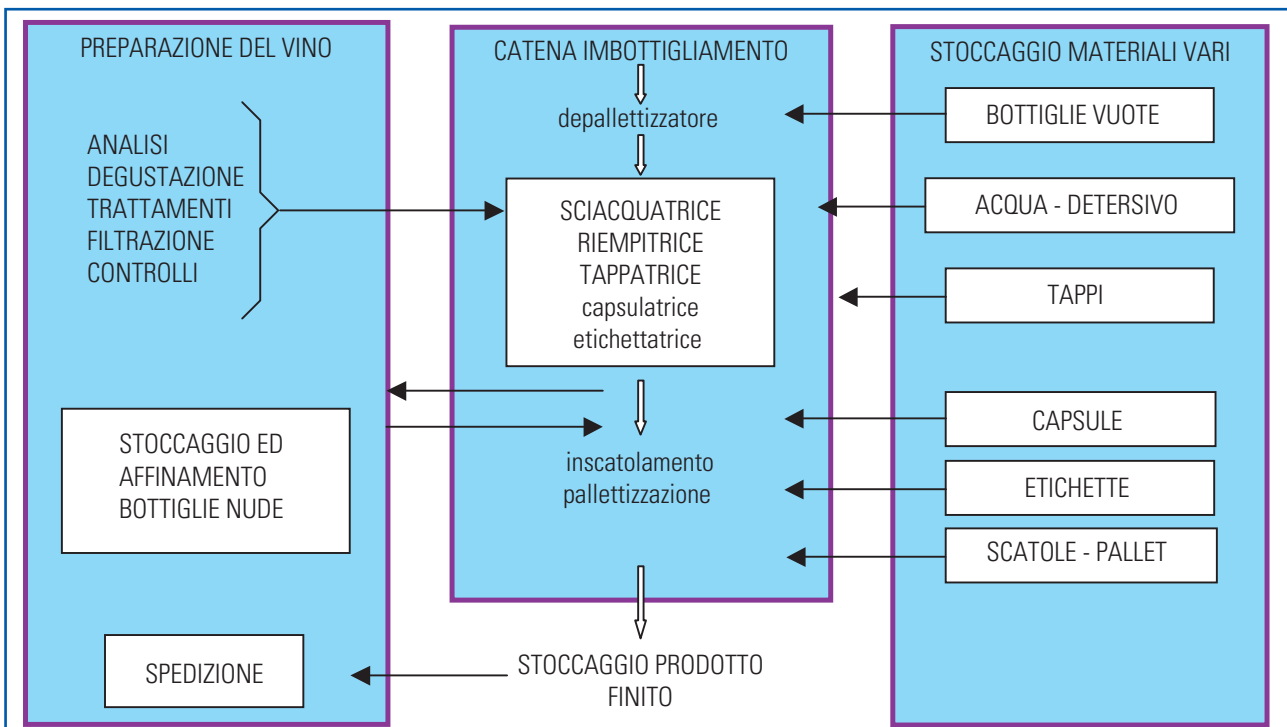 PREPARAZIONE DEL VINO
ANALISI
DEGUSTAZIONE
TRATTAMENTI
FILTRAZIONE
CONTROLLI
STOCCAGGIO ED
AFFINAMENTO
BOTTIGLIE NUDE
SPEDIZIONE
CATENA IMBOTTIGLIAMENTO
depallettizzatore
SCIACQUATRICE
RIEMPITRICE
TAPPATRICE
capsulatrice
etichettatrice
inscatolamento
pallettizzazione
STOCCAGGIO PRODOTTO
FINITO
STOCCAGGIO MATERIALI VARI
BOTTIGLIE VUOTE
ACQUA - DETERSIVO
TAPPI
CAPSULE
ETICHETTE
SCATOLE - PALLET